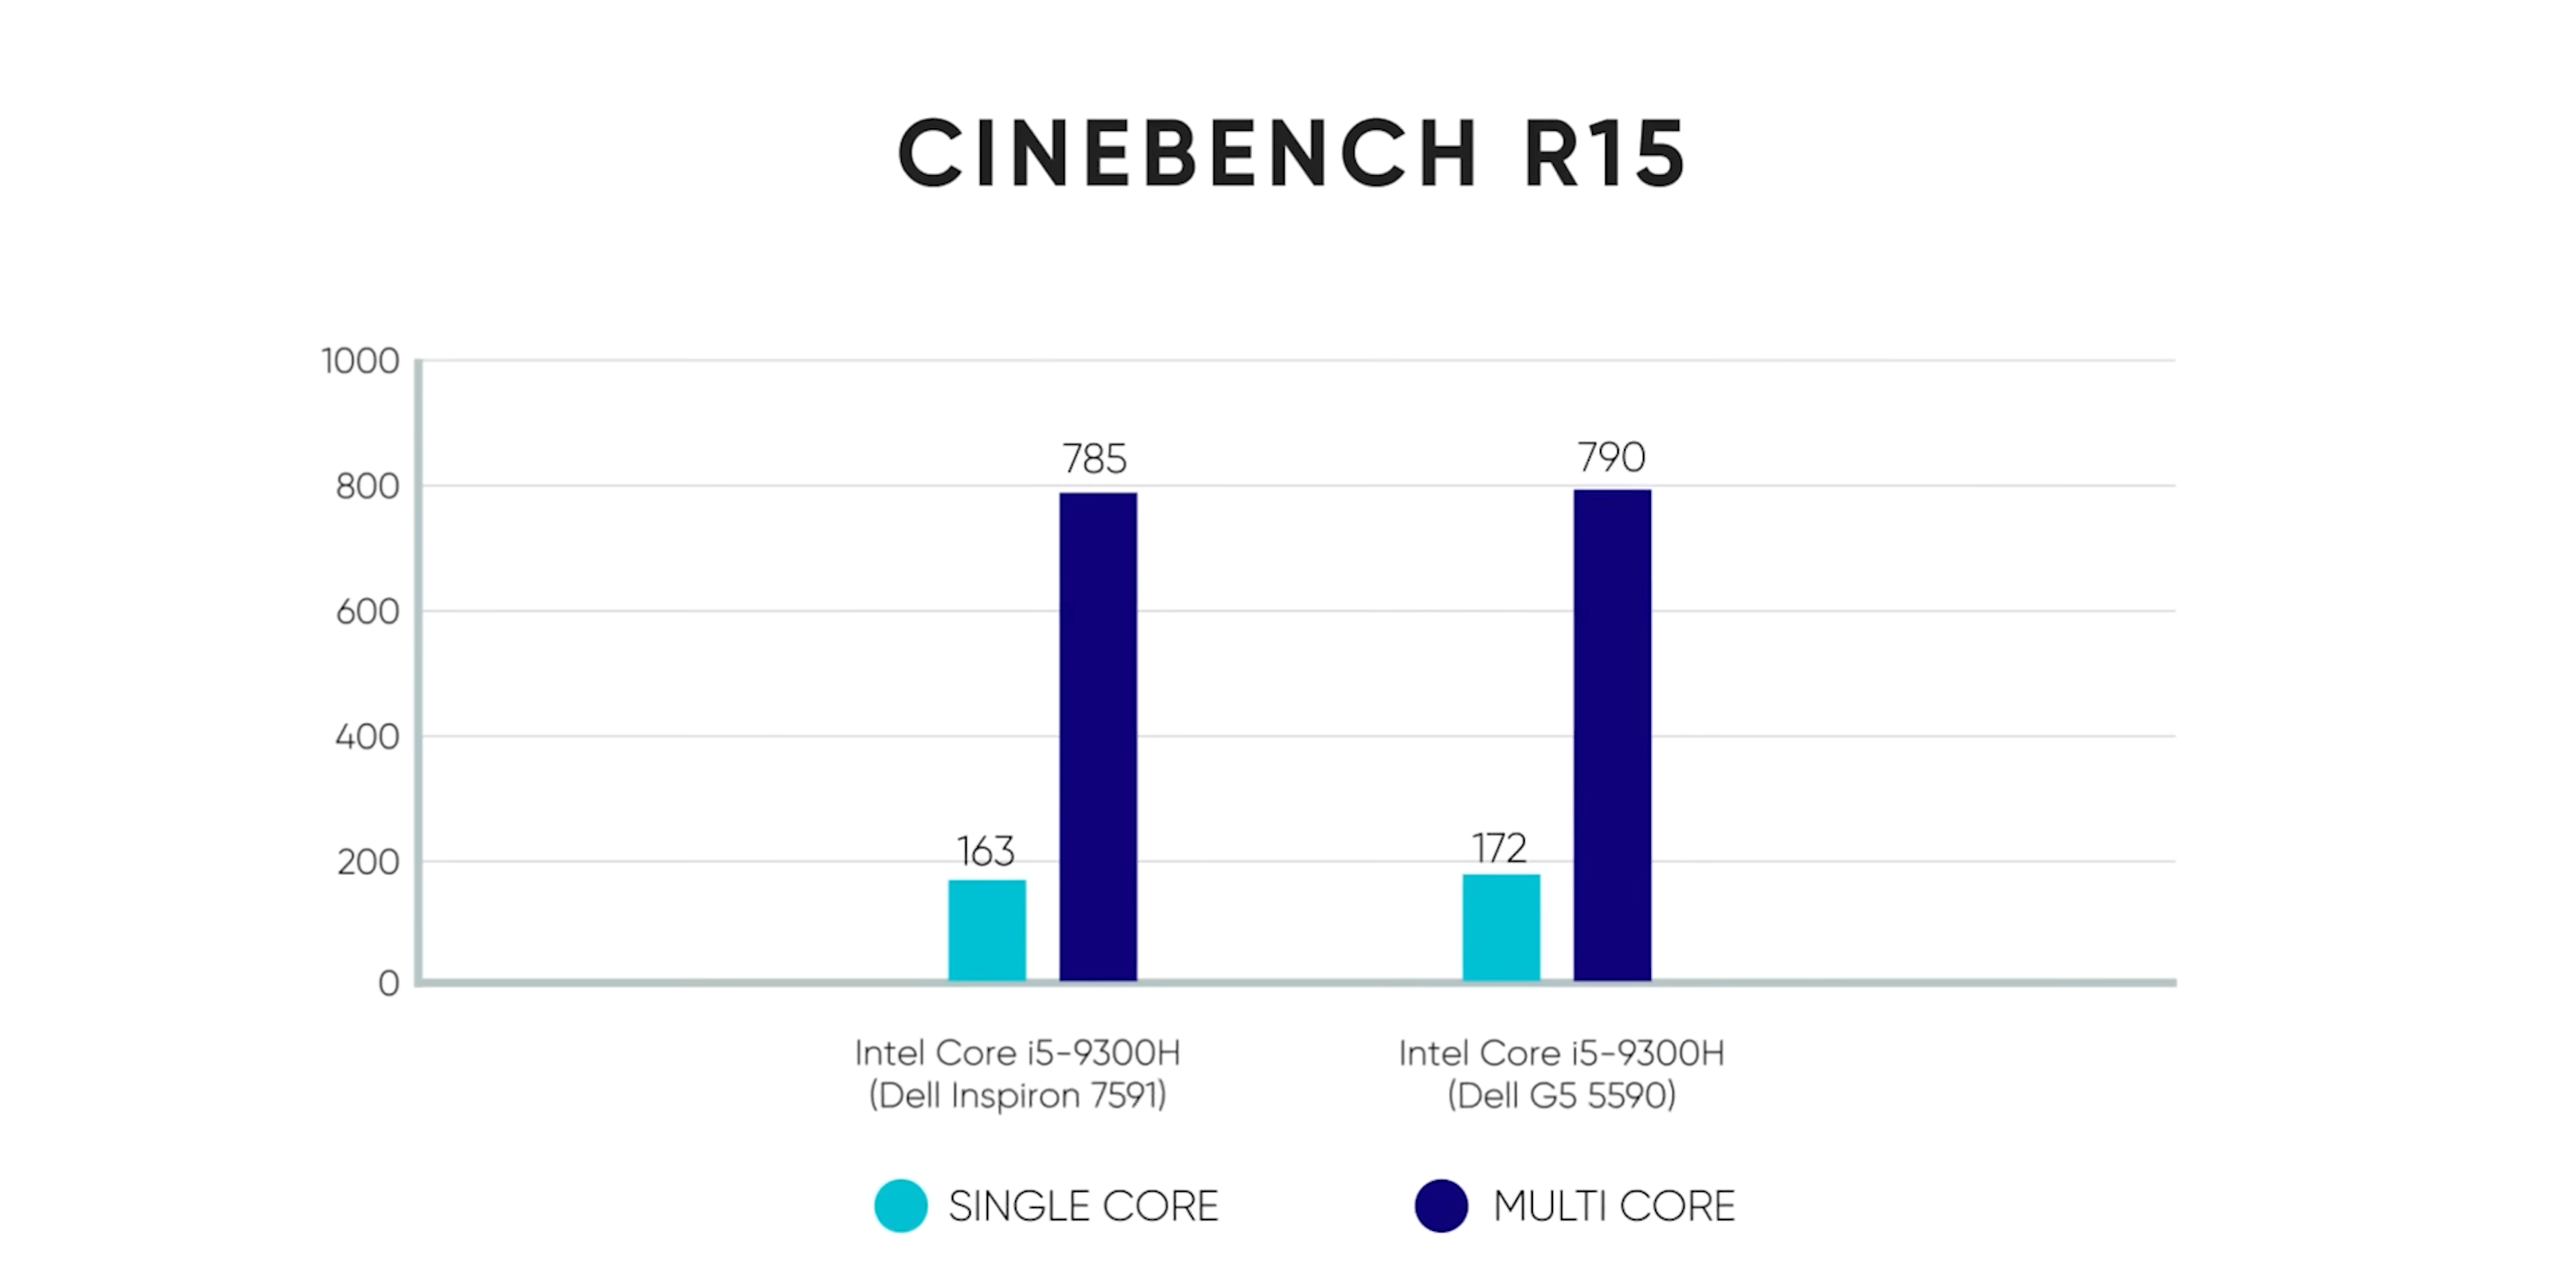 CINEBENCH R15
1000
800
600
400
200
0
785
790
163
172
Intel Core i5-9300H
(Dell Inspiron 7591)
Intel Core i5-9300H
(Dell G5 5590)
SINGLE CORE
MULTI CORE